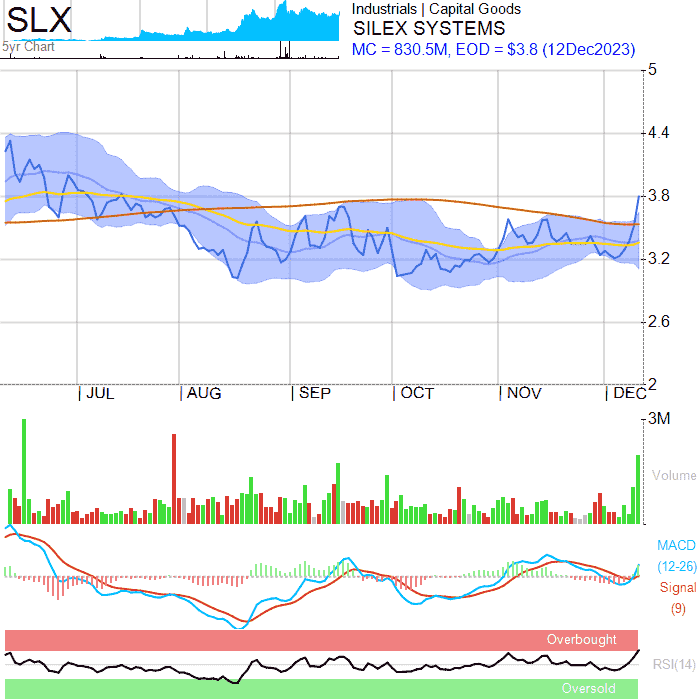 SLX
5yr Chart
Industrials | Capital Goods
SILEX SYSTEMS
MC = 830.5M, EOD = $3.8 (12Dec2023)
5
4.4
3.8
3.2
2.6
2
| JUL | AUG | SEP | OCT | NOV | DEC
3M
Volume
MACD
(12-26)
Signal
(9)
Overbought
RSI(14)
Oversold